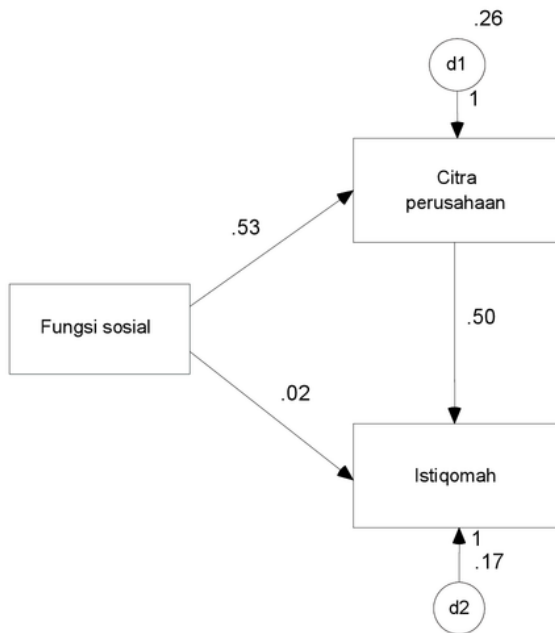 .26
d1
1
Citra
perusahaan
.53
.50
Fungsi sosial
.02
Istiqomah
1
.17
d2